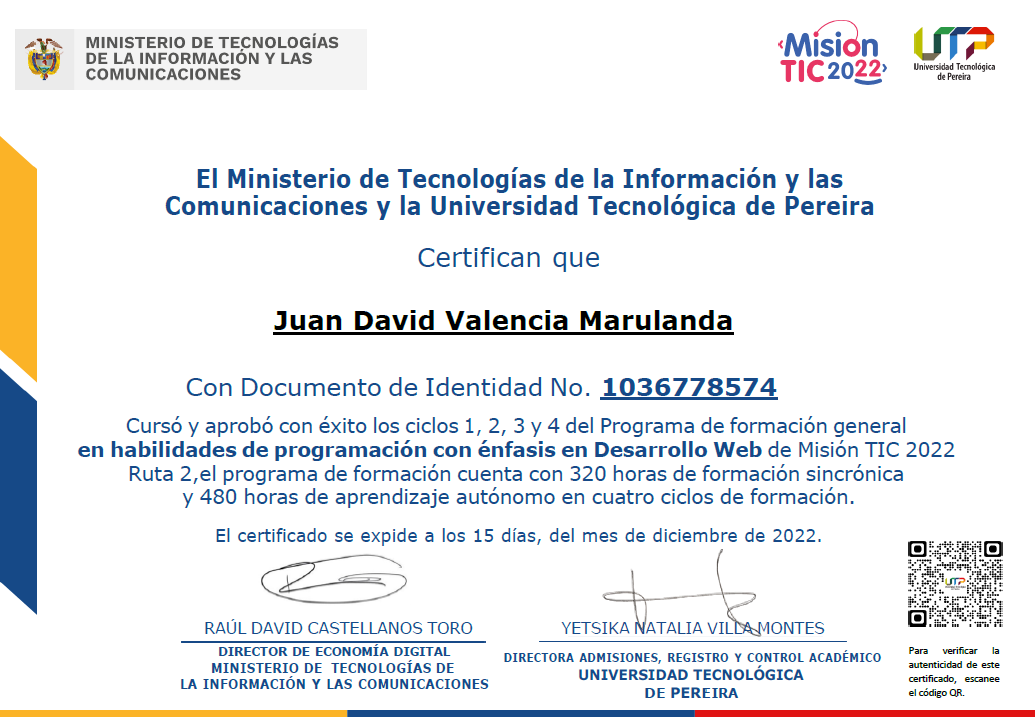 MINISTERIO DE TECNOLOGÍAS
DE LA INFORMACIÓN Y LAS
COMUNICACIONES
Misión
TIC 2022
UTP
Universidad Tecnológica
de Pereira
El Ministerio de Tecnologías de la Información y las
Comunicaciones y la Universidad Tecnológica de Pereira
Certifican que
Juan David Valencia Marulanda
Con Documento de Identidad No. 1036778574
Cursó y aprobó con éxito los ciclos 1, 2, 3 y 4 del Programa de formación general
en habilidades de programación con énfasis en Desarrollo Web de Misión TIC 2022
Ruta 2,el programa de formación cuenta con 320 horas de formación sincrónica
y 480 horas de aprendizaje autónomo en cuatro ciclos de formación.
El certificado se expide a los 15 días, del mes de diciembre de 2022.
RAÚL DAVID CASTELLANOS TORO
DIRECTOR DE ECONOMÍA DIGITAL
MINISTERIO DE TECNOLOGÍAS DE
LA INFORMACIÓN Y LAS COMUNICACIONES
YETSIKA NATALIA VILLA MONTES
DIRECTORA ADMISIONES, REGISTRO Y CONTROL ACADÉMICO
UNIVERSIDAD TECNOLÓGICA
DE PEREIRA
UTP
Para verificar la
autenticidad de este
certificado, escanee
el código QR.